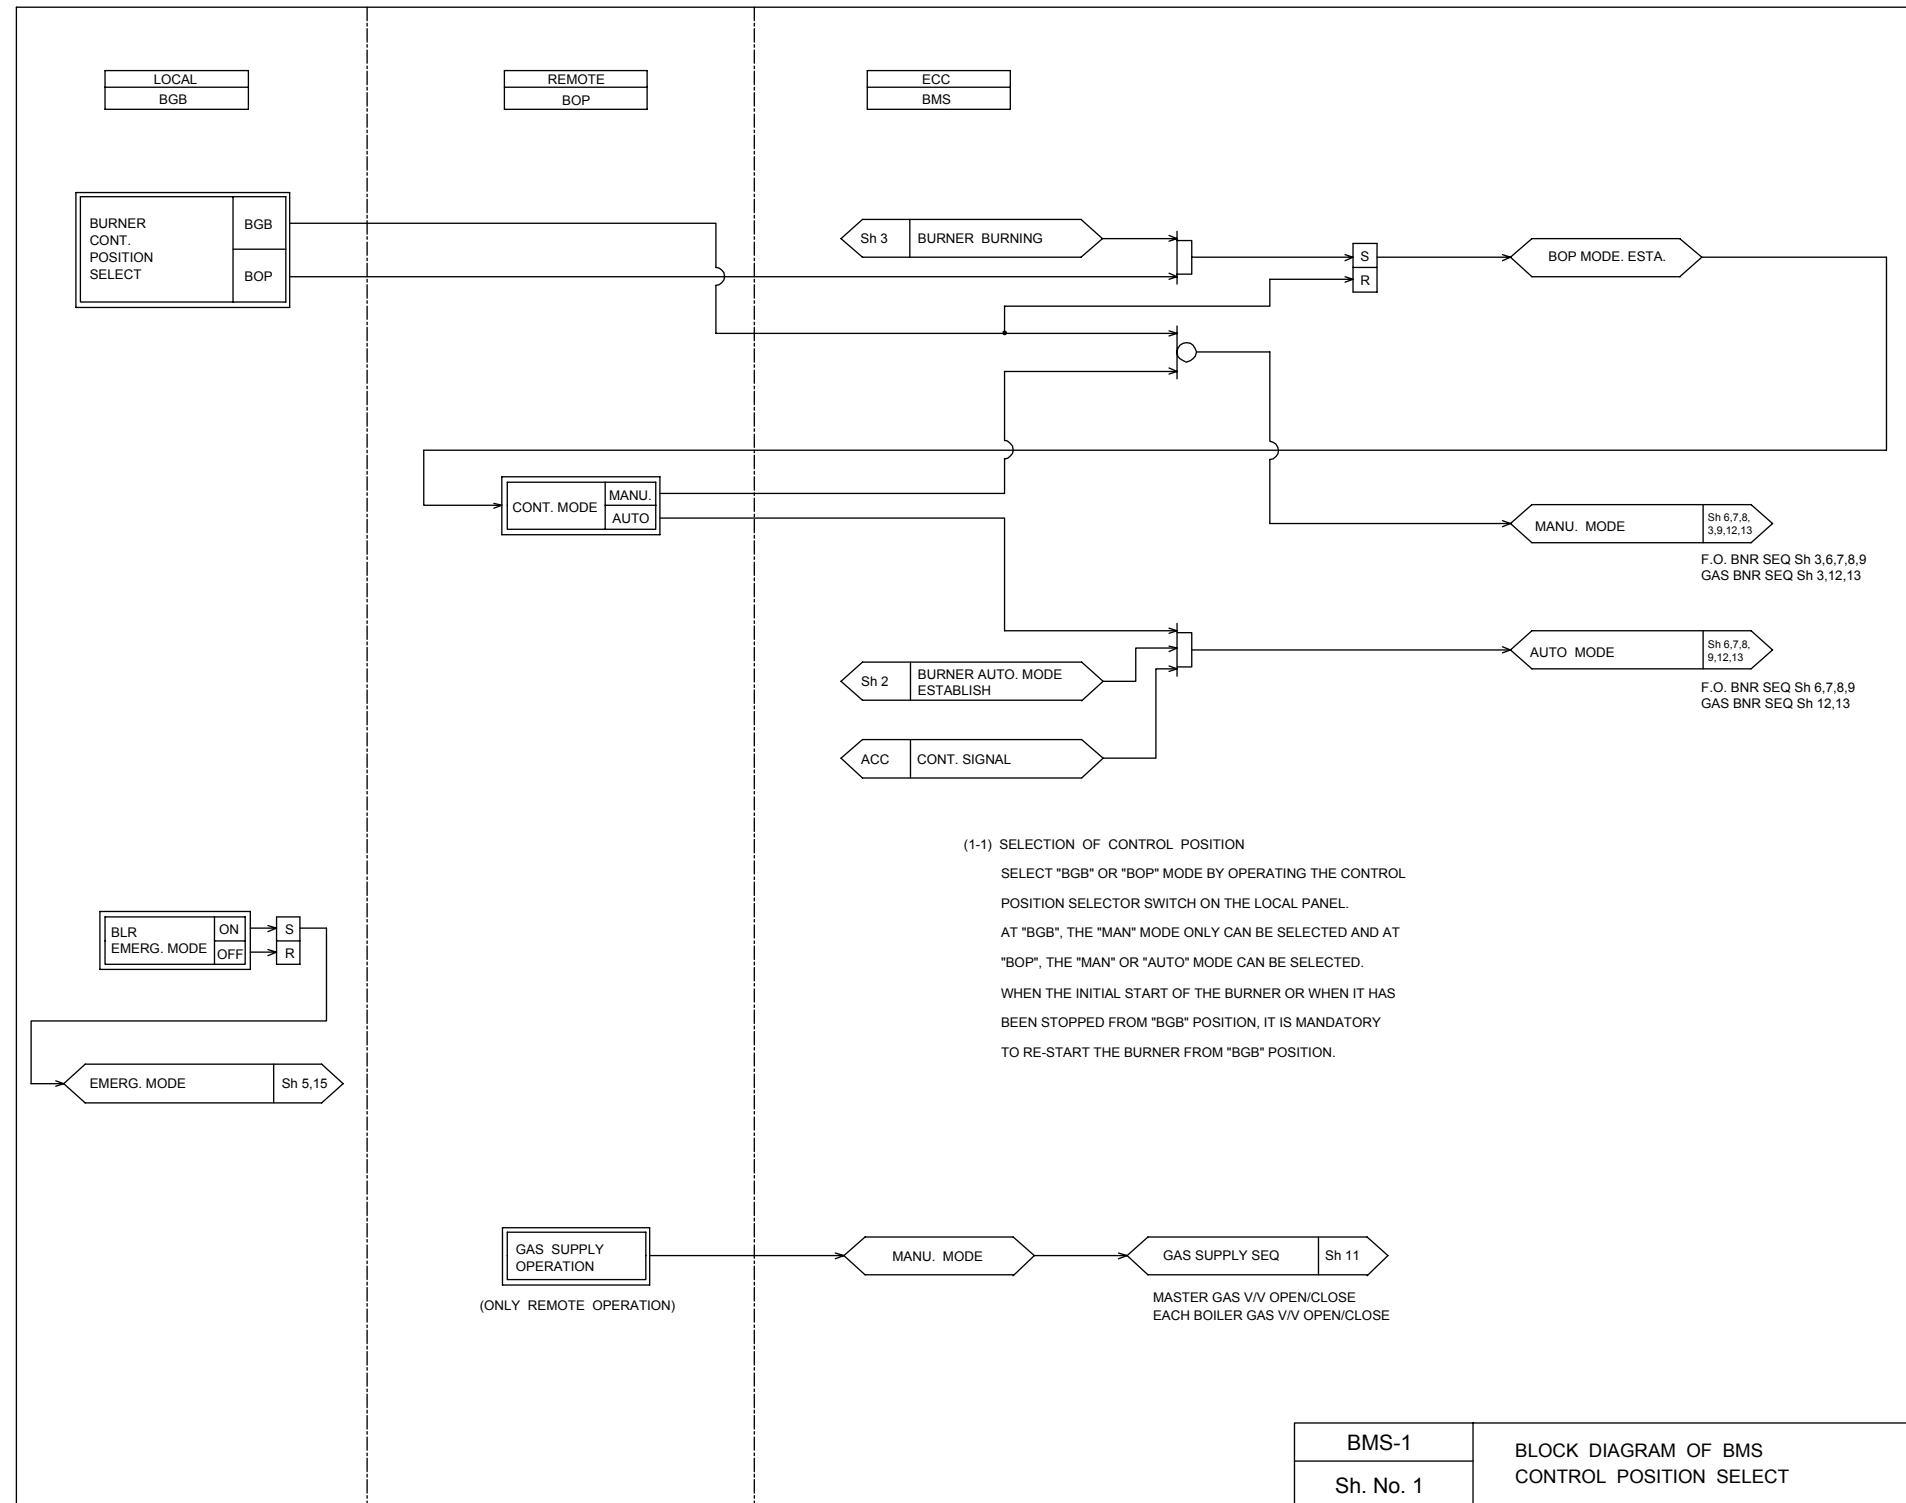 LOCAL
BGB
REMOTE
BOP
ECC
BMS
BURNER
CONT.
POSITION
SELECT
BGB
BOP
Sh 3
BURNER BURNING
S
R
BOP MODE. ESTA.
CONT. MODE
MANU.
AUTO
MANU. MODE
Sh 6,7,8,
3,9,12,13
F.O. BNR SEQ Sh 3,6,7,8,9
GAS BNR SEQ Sh 3,12,13
Sh 2
BURNER AUTO. MODE
ESTABLISH
AUTO MODE
Sh 6,7,8,
9,12,13
F.O. BNR SEQ Sh 6,7,8,9
GAS BNR SEQ Sh 12,13
ACC
CONT. SIGNAL
(1-1) SELECTION OF CONTROL POSITION
SELECT "BGB" OR "BOP" MODE BY OPERATING THE CONTROL
POSITION SELECTOR SWITCH ON THE LOCAL PANEL.
AT "BGB", THE "MAN" MODE ONLY CAN BE SELECTED AND AT
"BOP", THE "MAN" OR "AUTO" MODE CAN BE SELECTED.
WHEN THE INITIAL START OF THE BURNER OR WHEN IT HAS
BEEN STOPPED FROM "BGB" POSITION, IT IS MANDATORY
TO RE-START THE BURNER FROM "BGB" POSITION.
BLR
EMERG. MODE
ON
OFF
S
R
EMERG. MODE
Sh 5,15
GAS SUPPLY
OPERATION
(ONLY REMOTE OPERATION)
MANU. MODE
GAS SUPPLY SEQ
Sh 11
MASTER GAS V/V OPEN/CLOSE
EACH BOILER GAS V/V OPEN/CLOSE
BMS-1
Sh. No. 1
BLOCK DIAGRAM OF BMS
CONTROL POSITION SELECT